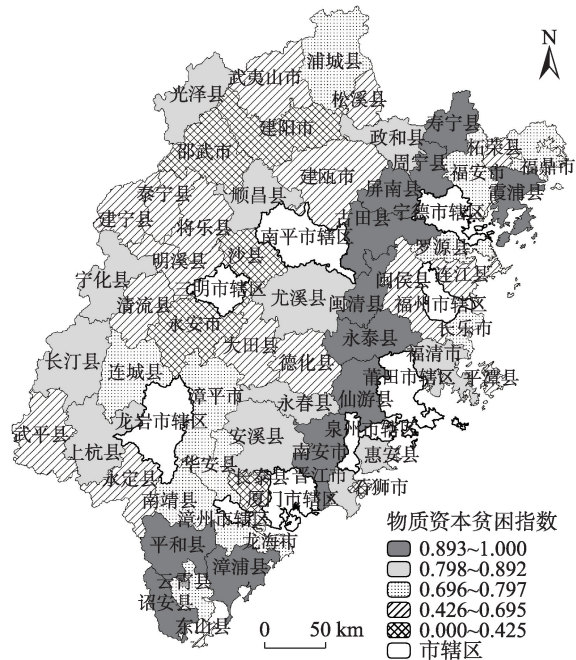 N
浦城县
武夷山市
光泽县
松溪县
寿宁县
建阳市
政和县
柘荣县
邵武市
周宁县
福安市
福鼎市
建瓯市
屏南县
霞浦县
泰宁县
顺昌县
古田县
宁德市辖区
建宁县
将乐县
南平市辖区
罗源县
明溪县
沙县
宁化县
闽侯县
连江县
明市辖区
尤溪县
闽清县
福州市辖区
清流县
永安市
长乐市
大田县
永泰县
长汀县
连城县
德化县
福清市
莆田市辖区
平潭县
漳平市
永春县
仙游县
武平县
龙岩市辖区
安溪县
泉州市辖区
上杭县
南安市
惠安县
华安县
永定县
长泰县
晋江市
石狮市
南靖县
厦门市辖区
漳州市辖区
龙海市
平和县
漳浦县
云霄县
诏安县
东山县
0 50 km
物质资本贫困指数
0.893~1.000
0.798~0.892
0.696~0.797
0.426~0.695
0.000~0.425
市辖区